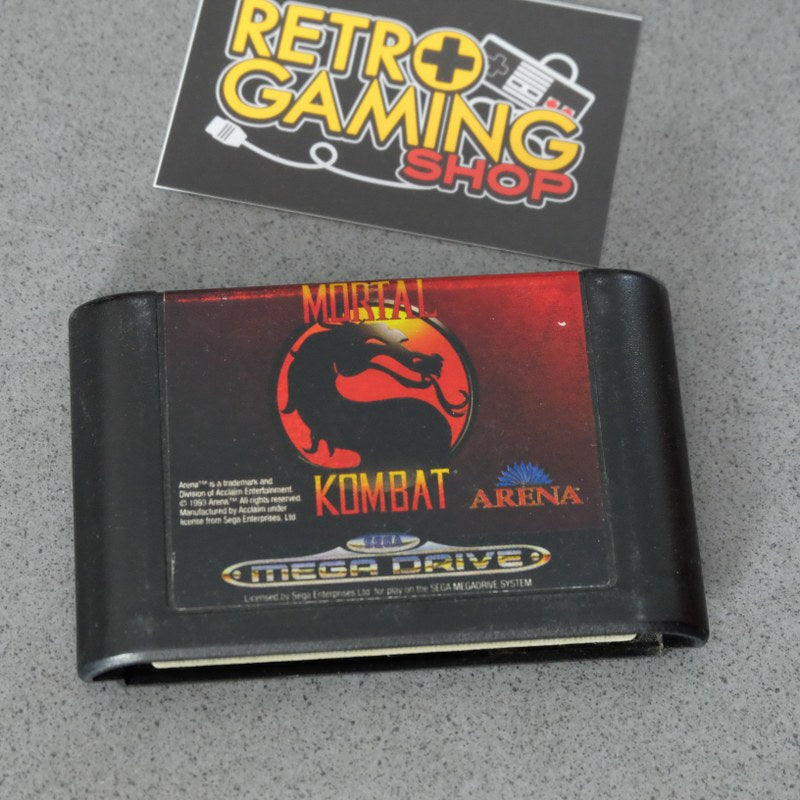 RETRO
GAMING
SHOP
MORTAL
KOMBAT
Arena™ is a trademark and
Division of Acclaim Entertainment.
© 1993 Arena™ All rights reserved.
Manufactured by Acclaim under
license from Sega Enterprises. Ltd
ARENA
SEGA
MEGA DRIVE
Licensed by Sega Enterprises Ltd. for play on the SEGA MEGADRIVE SYSTEM